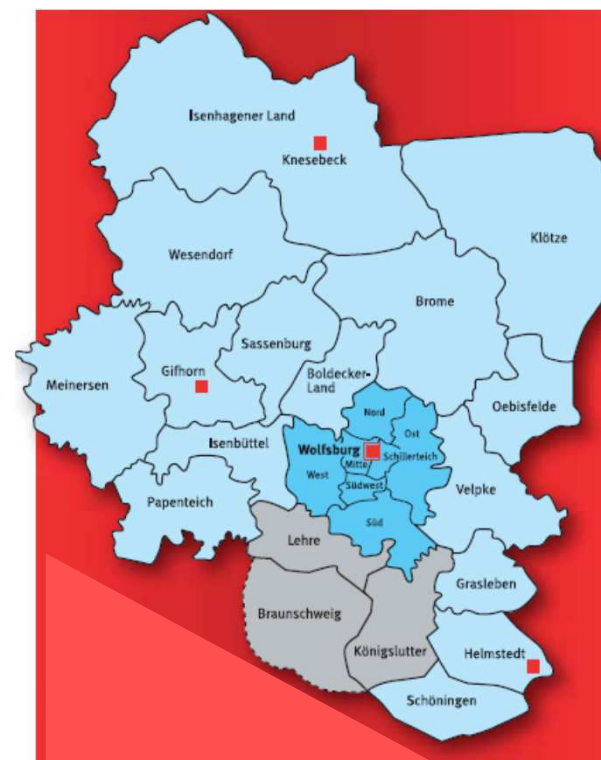 Isenhagener Land
Knesebeck
Klötze
Wesendorf
Brome
Sassenburg
Gifhorn
Boldecker-
Land
Meinersen
Oebisfelde
Nord
Ost
Isenbüttel
Wolfsburg
Schillerteich
Mitte
West
Südwest
Velpke
Papenteich
Süd
Lehre
Grasleben
Braunschweig
Königslutter
Helmstedt
Schöningen